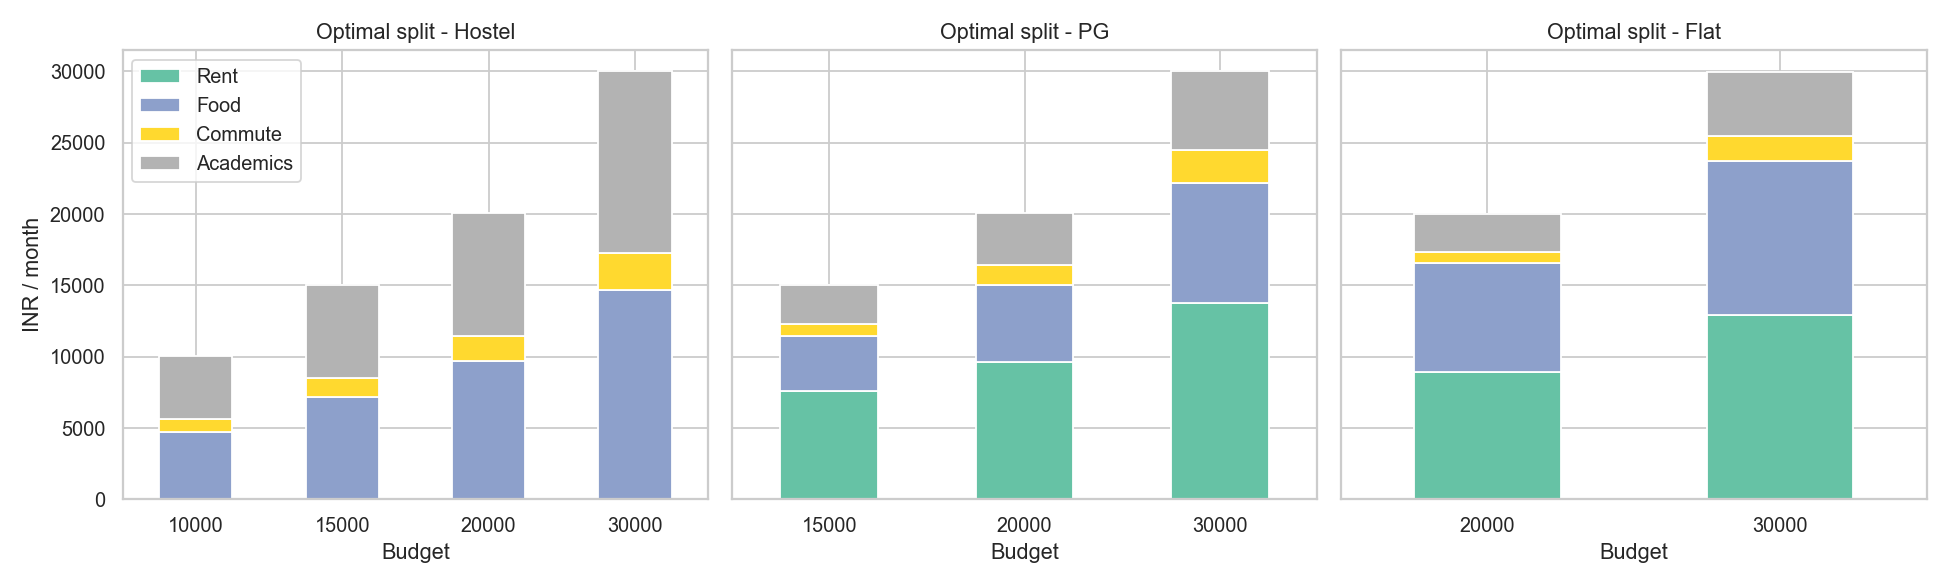 Optimal split - Hostel
Optimal split - PG
Optimal split - Flat
Rent
Food
Commute
Academics
INR / month
30000
25000
20000
15000
10000
5000
0
10000 15000 20000 30000
Budget
15000 20000 30000
Budget
20000 30000
Budget